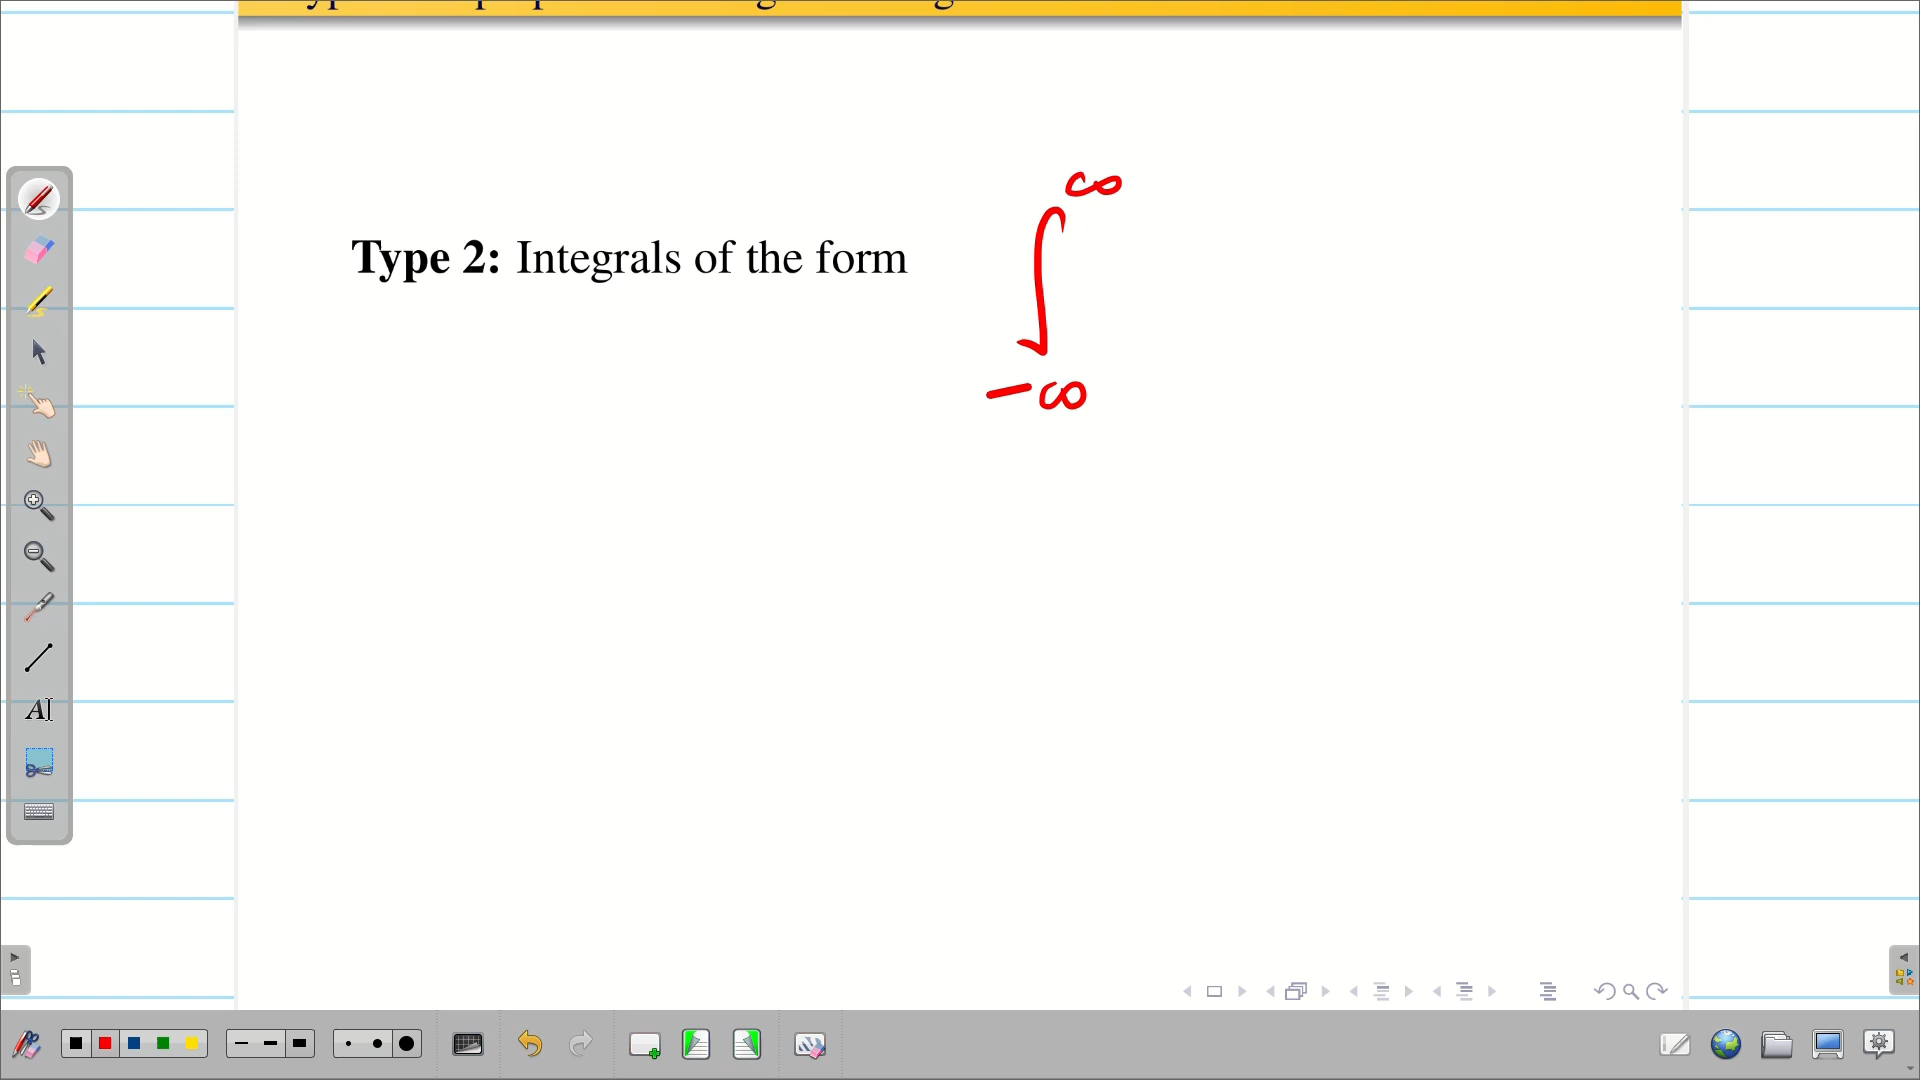 Type 2: Integrals of the form ∫_{-∞}^{∞}